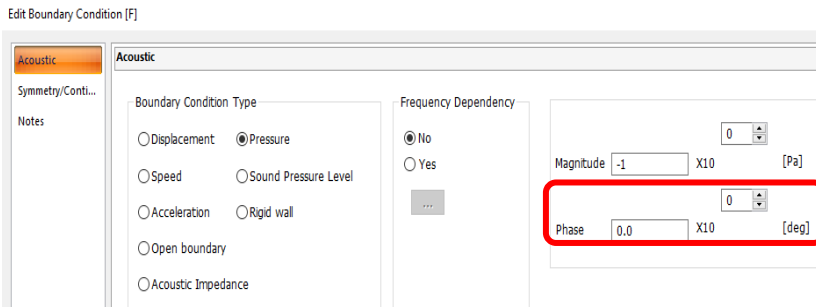 Edit Boundary Condition [F]
Acoustic
Symmetry/Conti...
Notes
Acoustic
Boundary Condition Type
Displacement
Pressure
Speed
Sound Pressure Level
Acceleration
Rigid wall
Open boundary
Acoustic Impedance
Frequency Dependency
No
Yes
...
0
Magnitude -1 X10 [Pa]
0
Phase 0.0 X10 [deg]